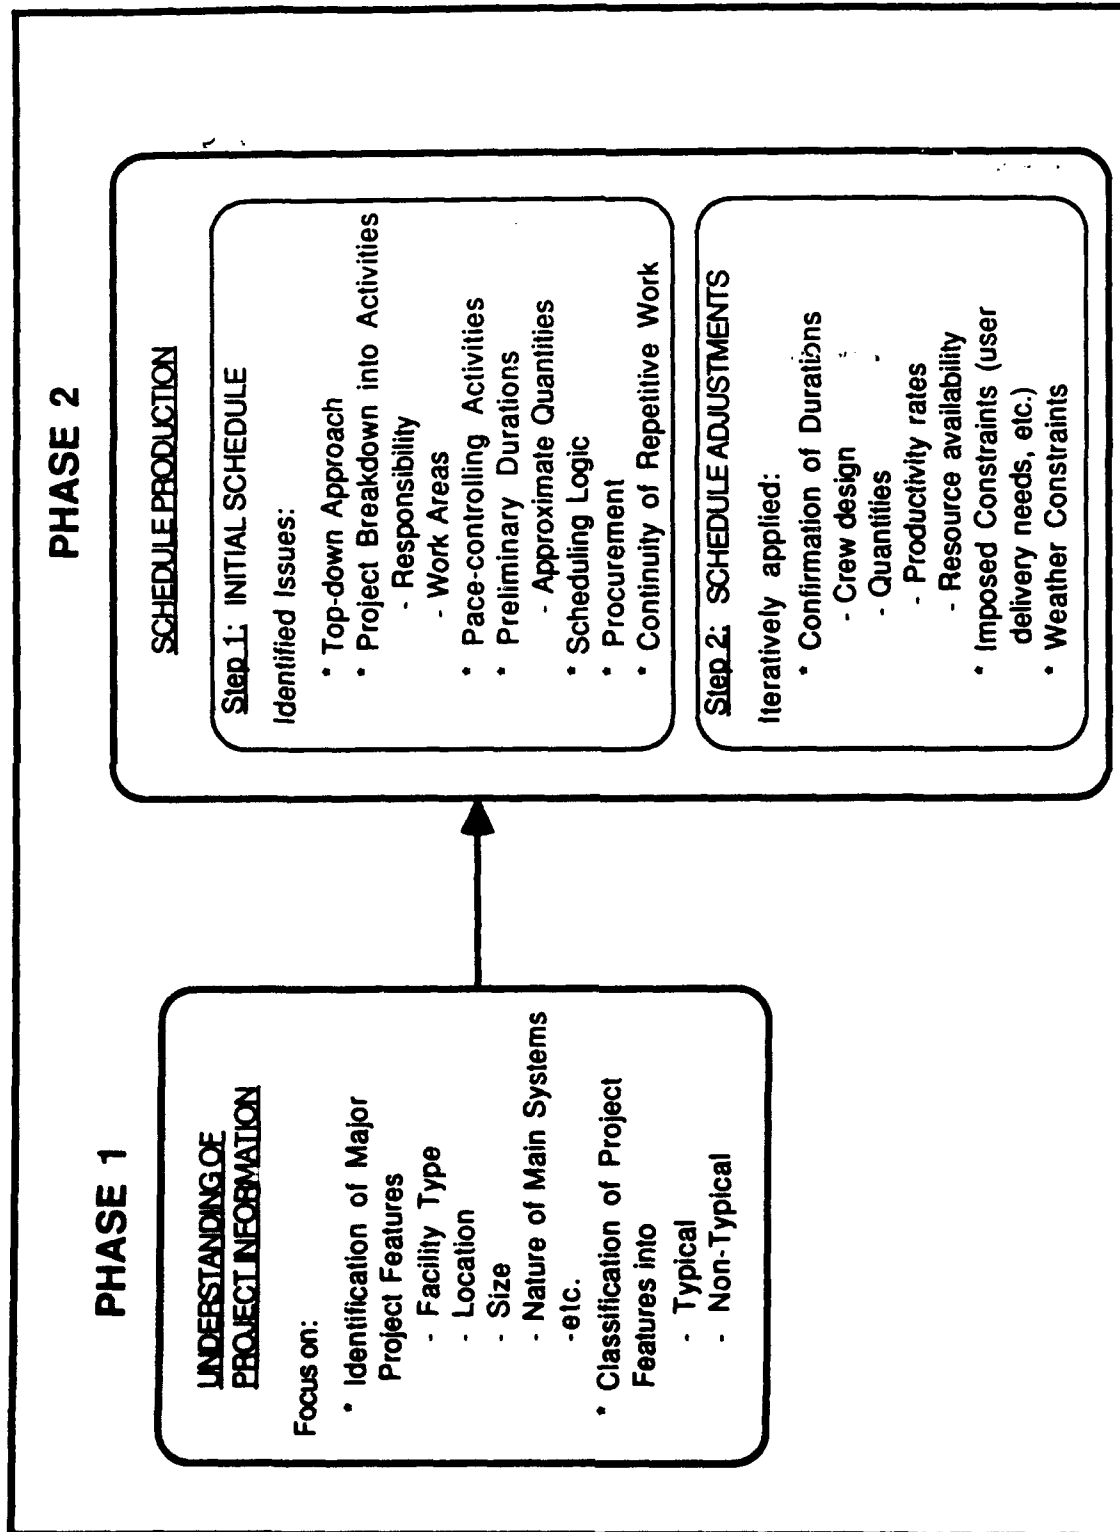 PHASE 1
UNDERSTANDING OF
PROJECT INFORMATION
Focus on:
* Identification of Major
Project Features
- Facility Type
- Location
- Size
- Nature of Main Systems
-etc.
* Classification of Project
Features into
- Typical
- Non-Typical
PHASE 2
SCHEDULE PRODUCTION
Step 1: INITIAL SCHEDULE
Identified Issues:
* Top-down Approach
* Project Breakdown into Activities
- Responsibility
- Work Areas
* Pace-controlling Activities
* Preliminary Durations
- Approximate Quantities
* Scheduling Logic
* Procurement
* Continuity of Repetitive Work
Step 2: SCHEDULE ADJUSTMENTS
Iteratively applied:
* Confirmation of Durations
- Crew design
- Quantities
- Productivity rates
- Resource availability
* Imposed Constraints (user
delivery needs, etc.)
* Weather Constraints